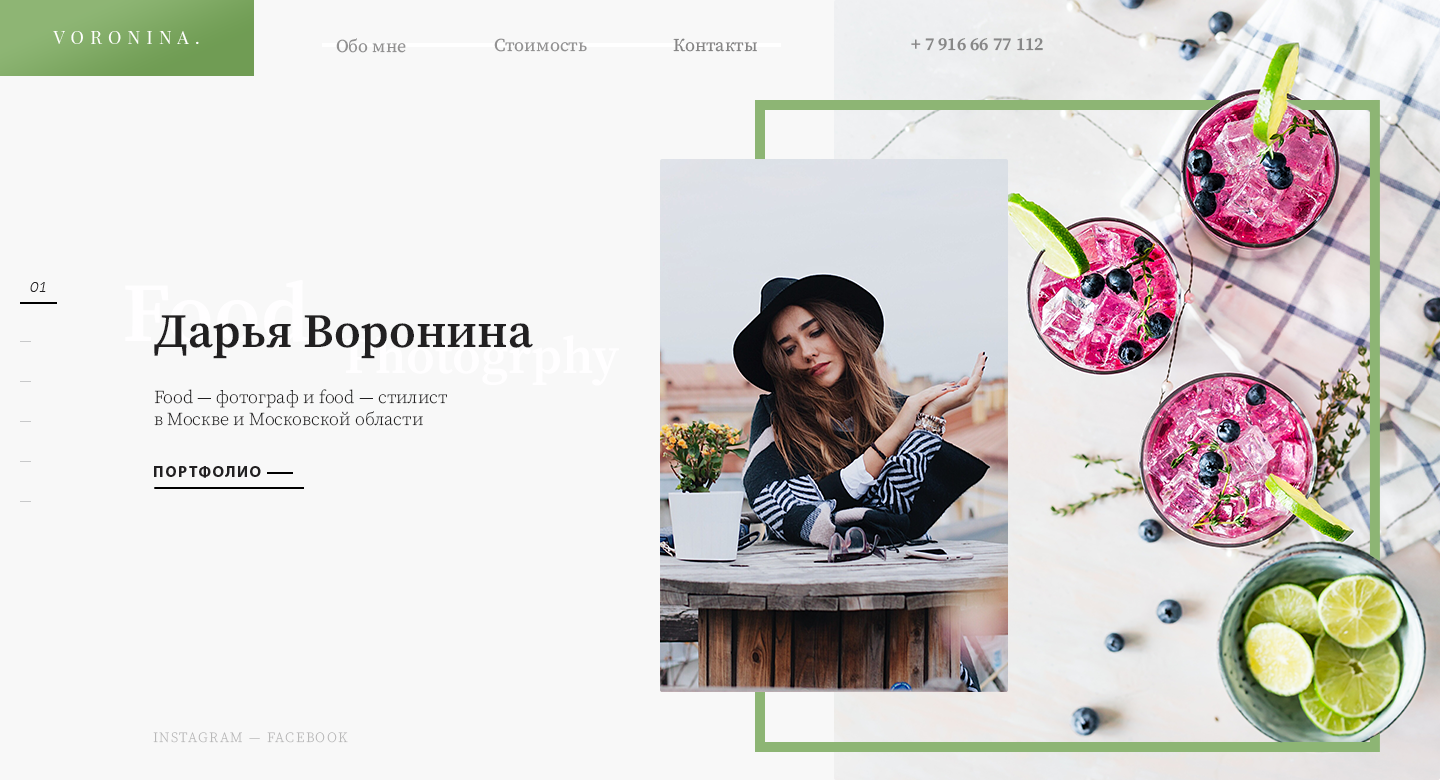 VORONINA.
Обо мне
Стоимость
Контакты
+ 7 916 66 77 112
01
Food
Дарья Воронина
Photogrphy
Food — фотограф и food — стилист
в Москве и Московской области
ПОРТФОЛИО —
INSTAGRAM — FACEBOOK